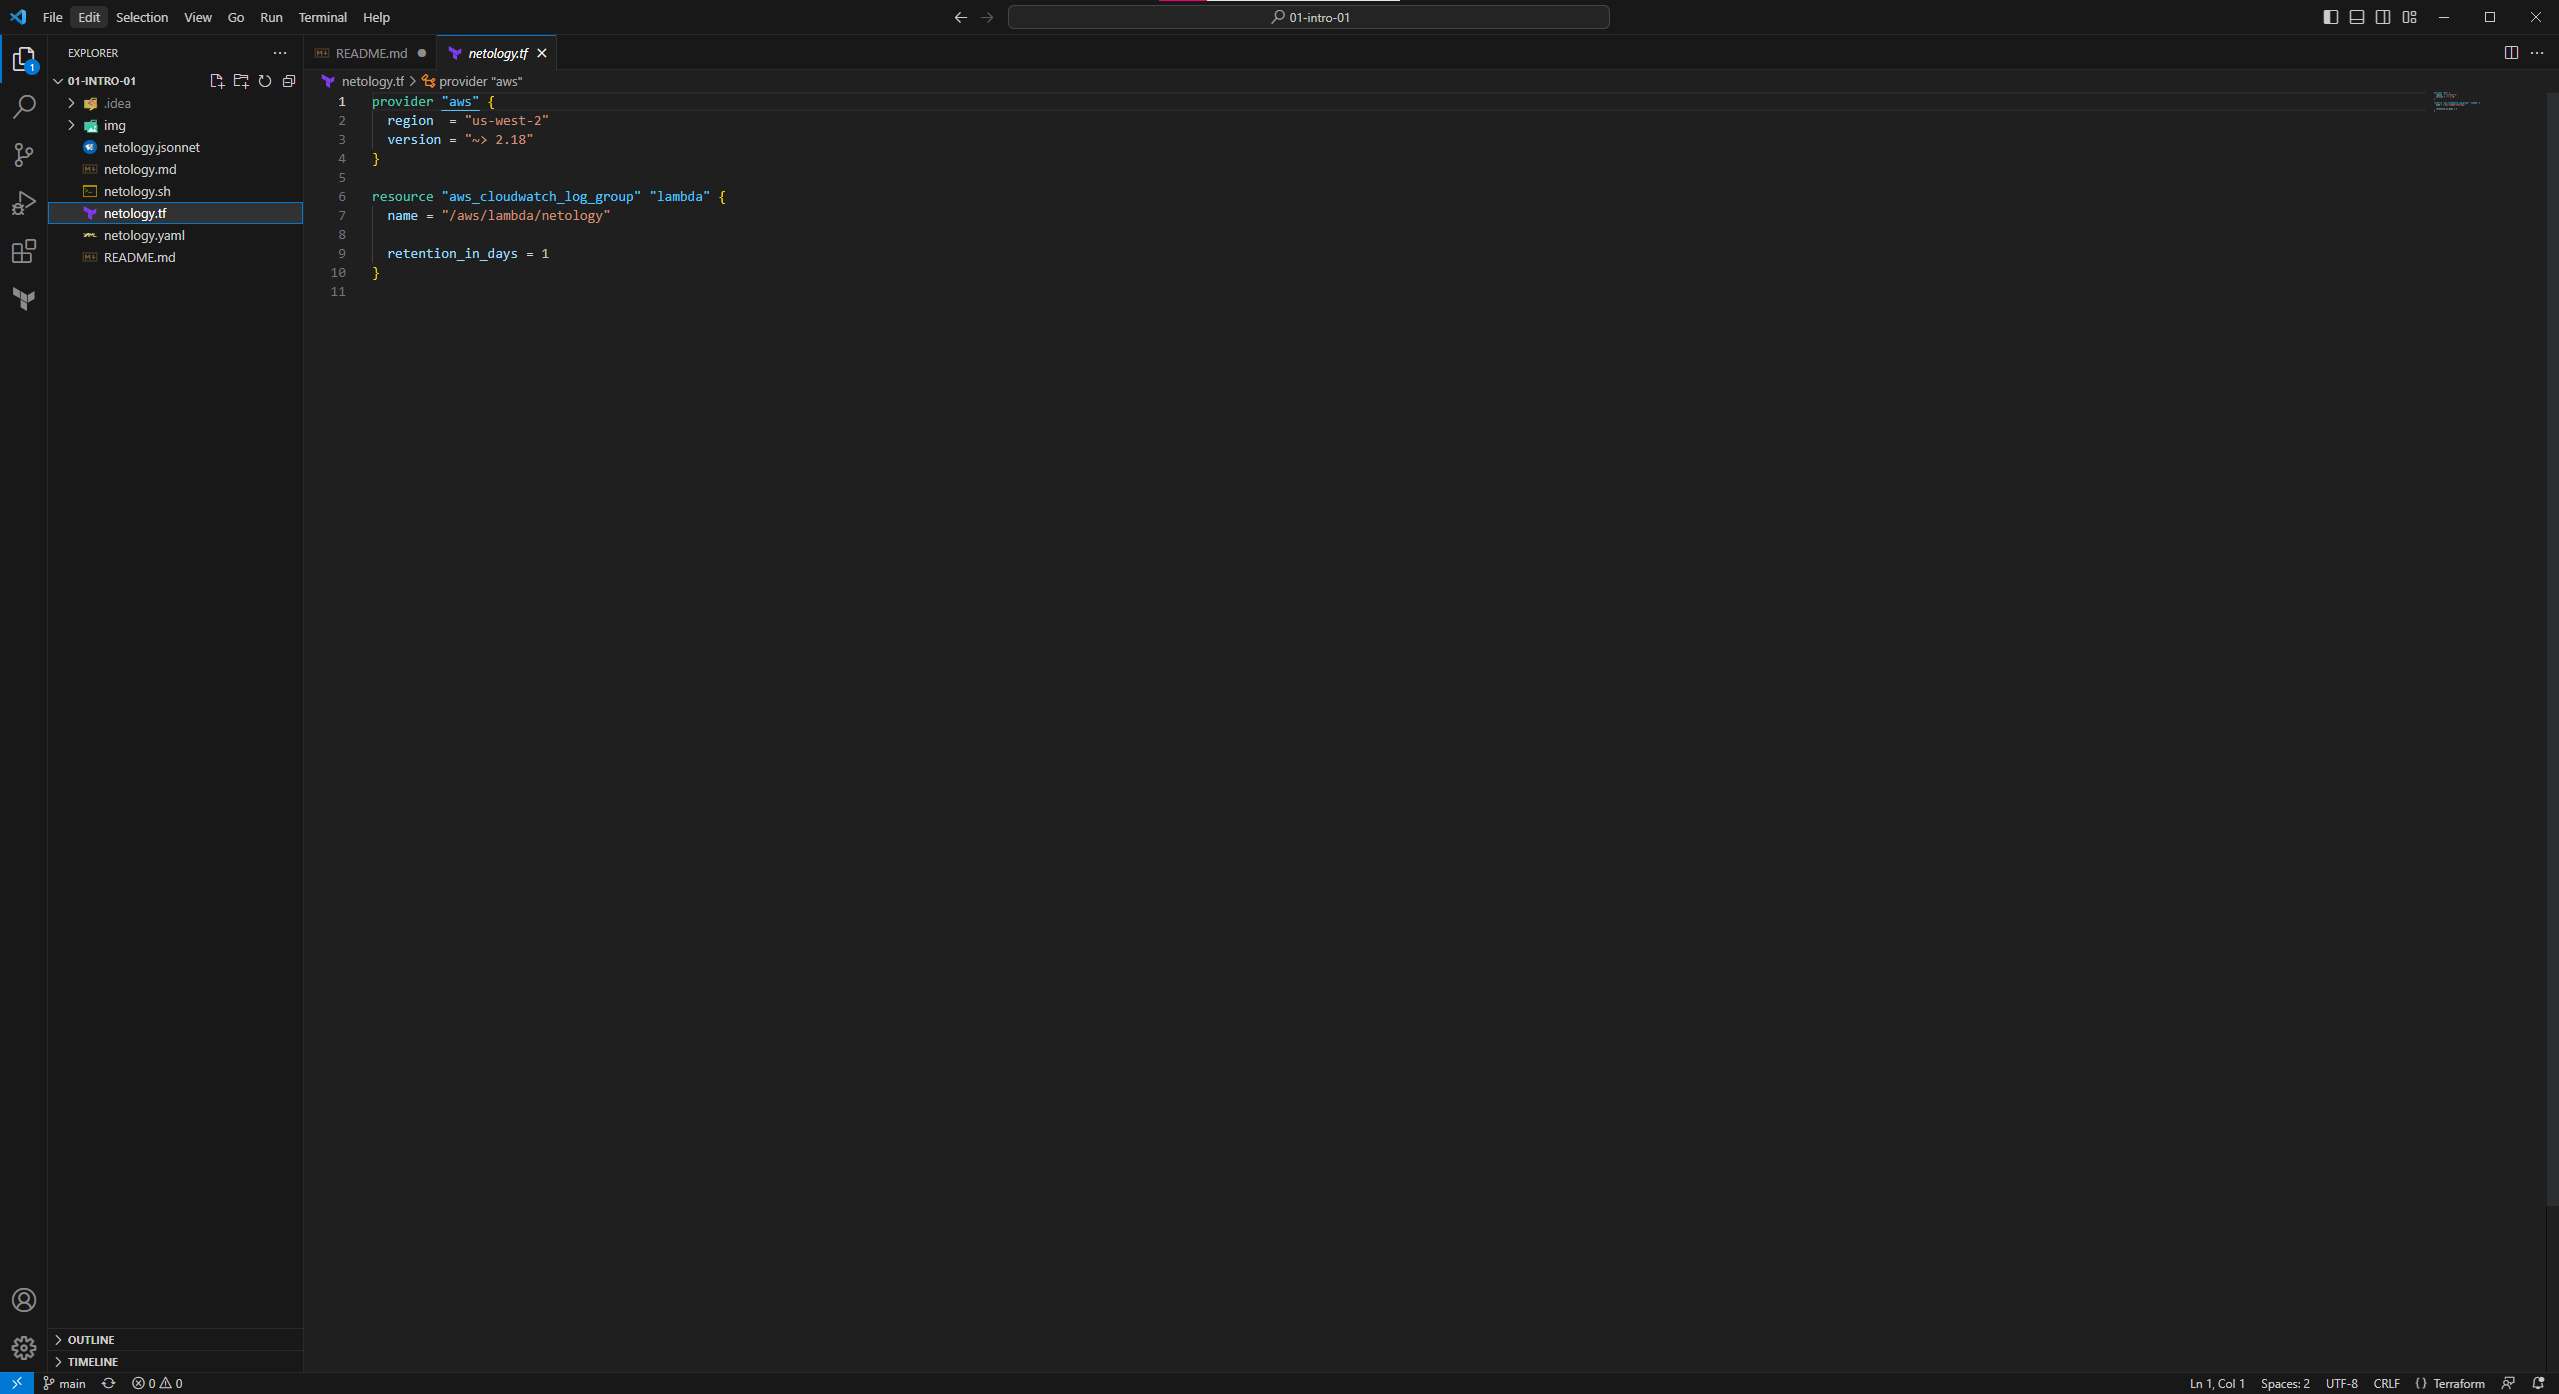 File Edit Selection View Go Run Terminal Help
01-intro-01
EXPLORER
README.md
netology.tf
01-INTRO-01
netology.tf > provider "aws"
.idea
img
netology.jsonnet
netology.md
netology.sh
netology.tf
netology.yaml
README.md
1 provider "aws" {
2 region = "us-west-2"
3 version = "~> 2.18"
4 }
5
6 resource "aws_cloudwatch_log_group" "lambda" {
7 name = "/aws/lambda/netology"
8
9 retention_in_days = 1
10 }
11
1
OUTLINE
TIMELINE
main 0 0
Ln 1, Col 1 Spaces: 2 UTF-8 CRLF {} Terraform